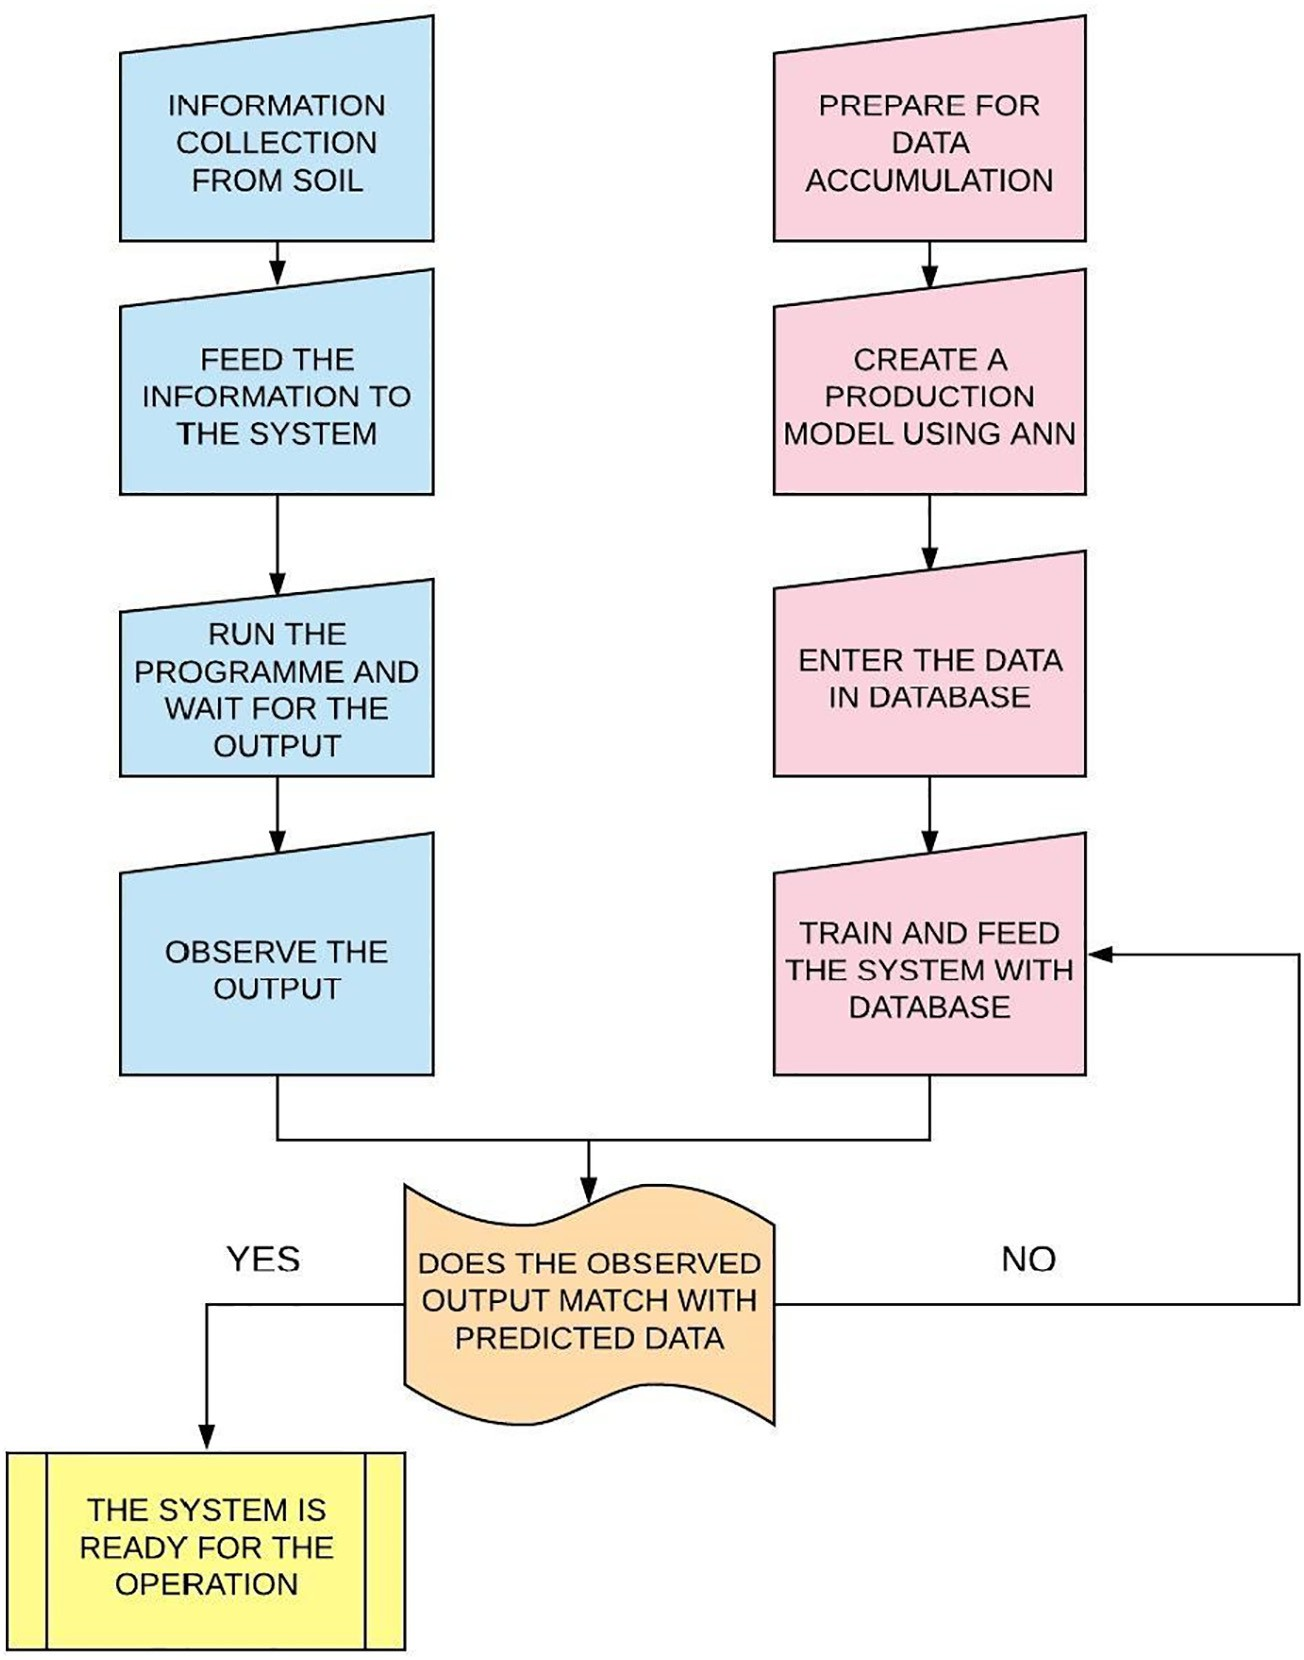 INFORMATION
COLLECTION
FROM SOIL
FEED THE
INFORMATION TO
THE SYSTEM
RUN THE
PROGRAMME AND
WAIT FOR THE
OUTPUT
OBSERVE THE
OUTPUT
PREPARE FOR
DATA
ACCUMULATION
CREATE A
PRODUCTION
MODEL USING ANN
ENTER THE DATA
IN DATABASE
TRAIN AND FEED
THE SYSTEM WITH
DATABASE
DOES THE OBSERVED
OUTPUT MATCH WITH
PREDICTED DATA
YES
NO
THE SYSTEM IS
READY FOR THE
OPERATION